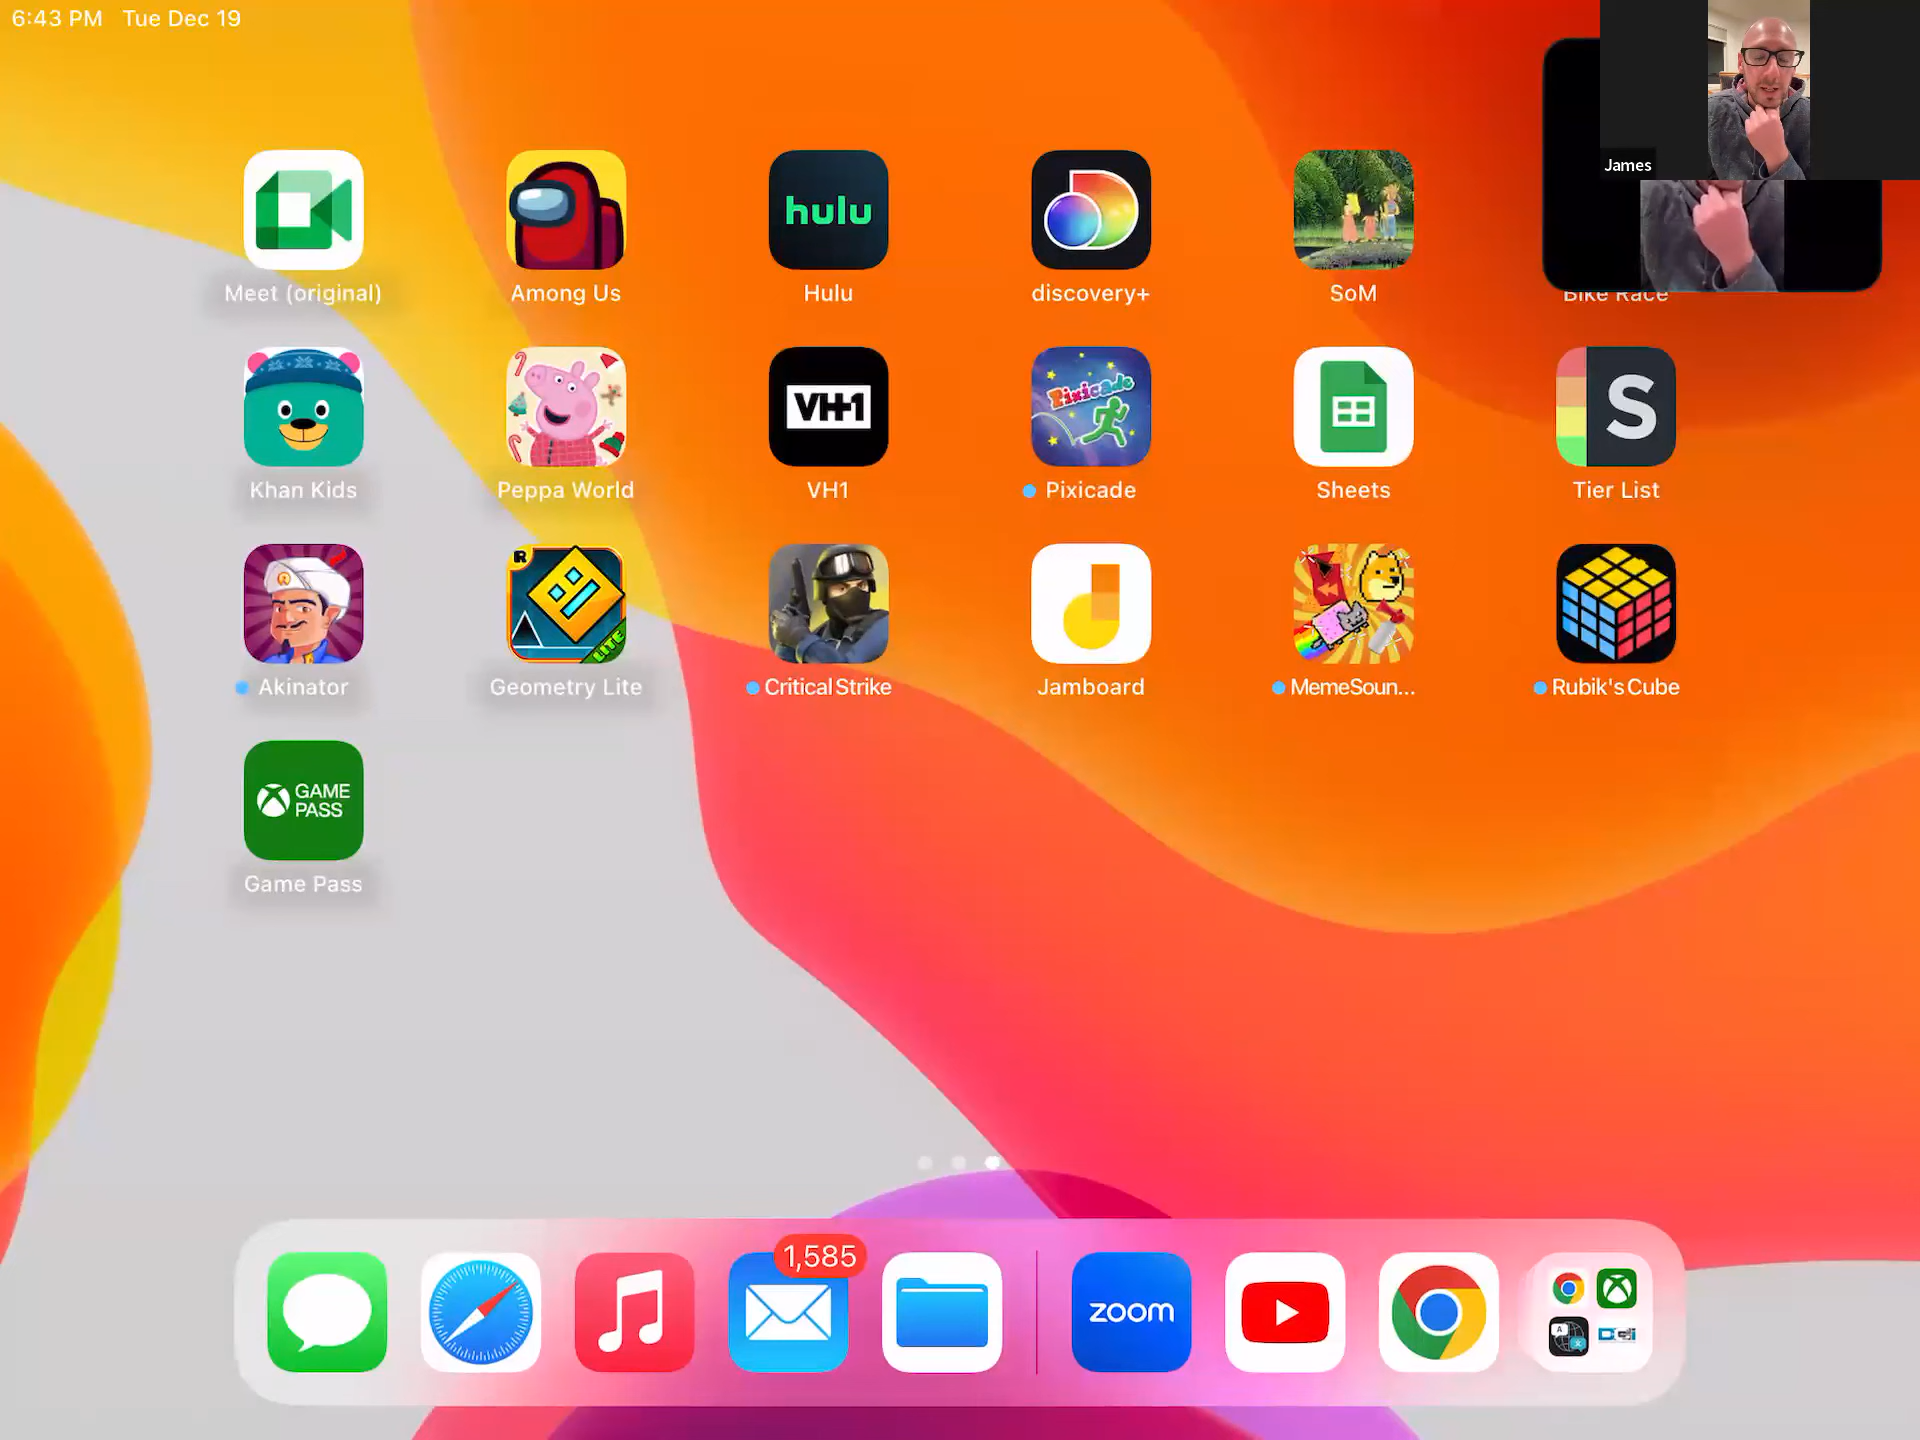 6:43 PM Tue Dec 19
James
hulu
Meet (original)
Among Us
Hulu
discovery+
SoM
Bike Race
VH1
Pixicade
S
Khan Kids
Peppa World
VH1
Pixicade
Sheets
Tier List
R
LITE
Akinator
Geometry Lite
Critical Strike
Jamboard
MemeSoun...
Rubik's Cube
GAME
PASS
Game Pass
1,585
zoom